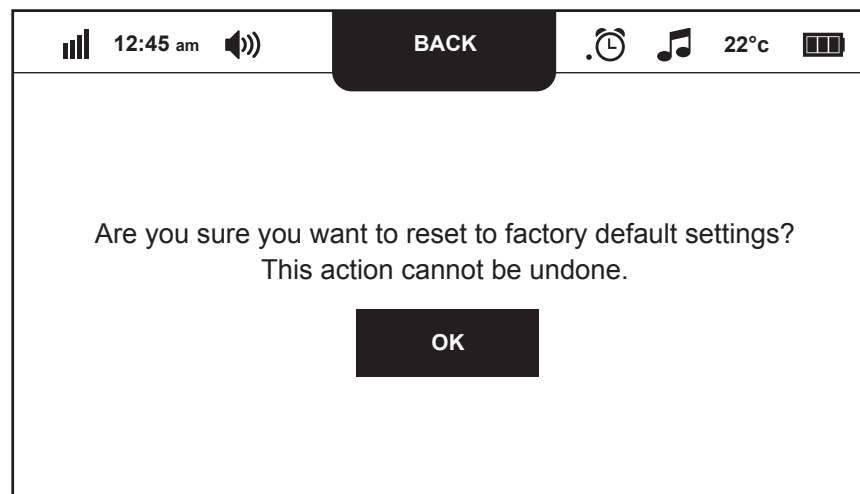 12:45 am BACK 22°c
Are you sure you want to reset to factory default settings?
This action cannot be undone.
OK